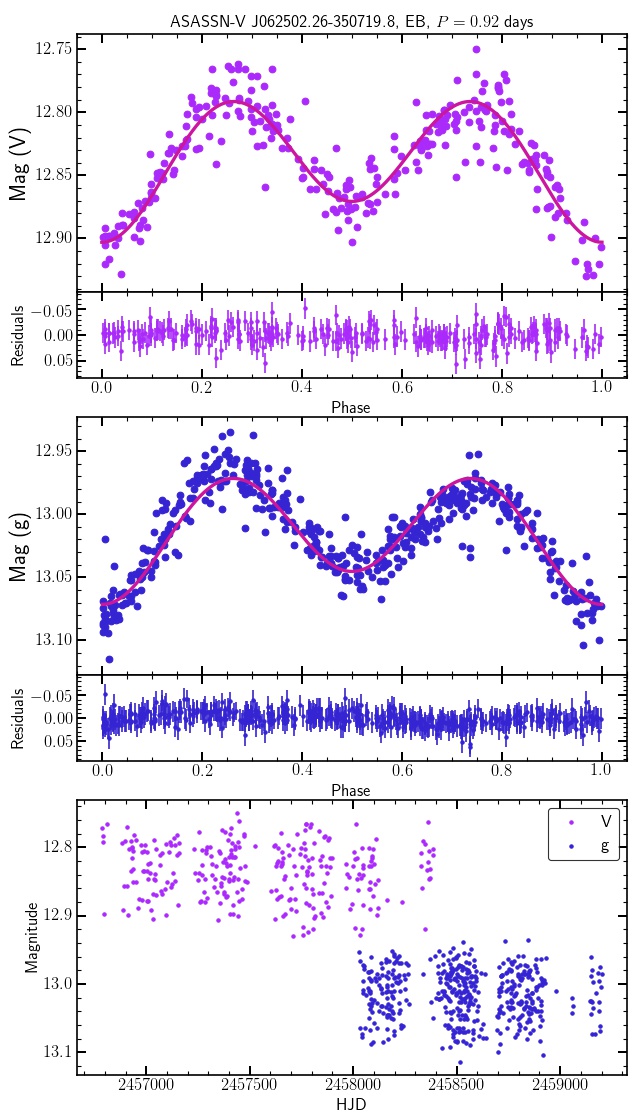 ASASSN-V J062502.26-350719.8, EB, P = 0.92 days
12.75
12.80
12.85
12.90
Mag (V)
−0.05
0.00
0.05
Residuals
0.0 0.2 0.4 0.6 0.8 1.0
Phase
12.95
13.00
13.05
13.10
Mag (g)
−0.05
0.00
0.05
Residuals
0.0 0.2 0.4 0.6 0.8 1.0
Phase
V
g
12.8
12.9
13.0
13.1
Magnitude
2457000 2457500 2458000 2458500 2459000
HJD